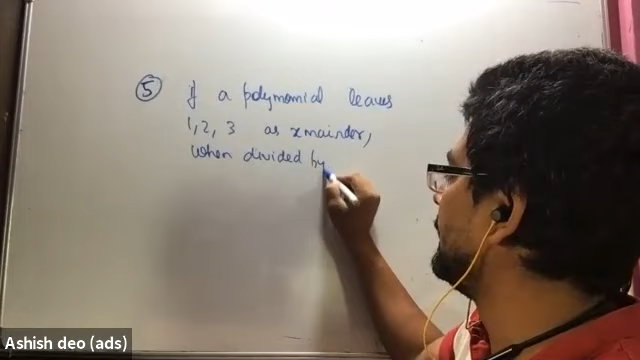 ⑤ If a polynomial leaves
1, 2, 3 as remainder,
when divided by
Ashish deo (ads)